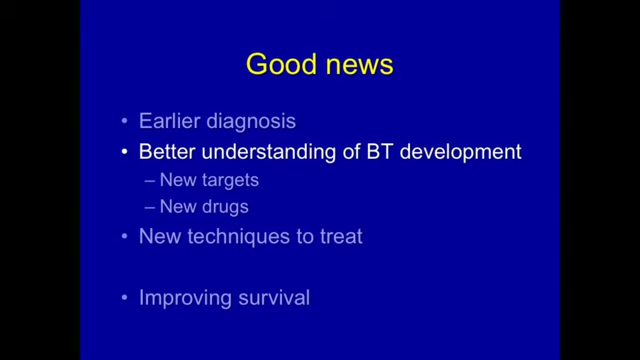 Good news
• Earlier diagnosis
• Better understanding of BT development
– New targets
– New drugs
• New techniques to treat
• Improving survival